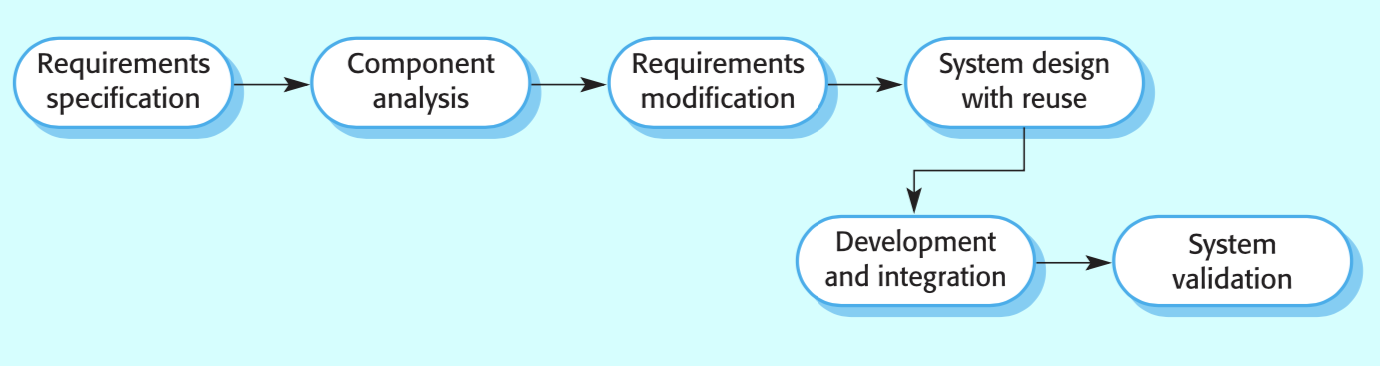 Requirements
specification
Component
analysis
Requirements
modification
System design
with reuse
Development
and integration
System
validation